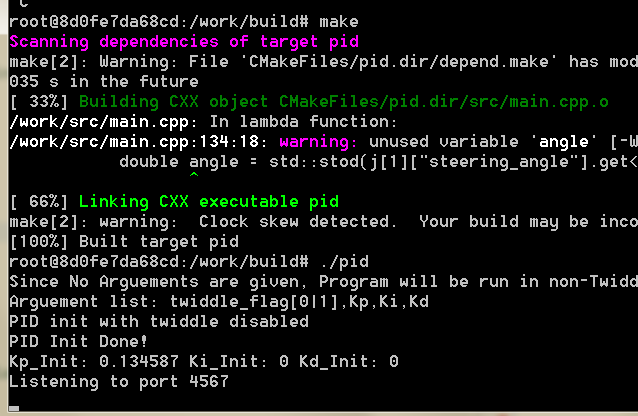 C
root@8d0fe7da68cd:/work/build# make
Scanning dependencies of target pid
make[2]: Warning: File 'CMakeFiles/pid.dir/depend.make' has mod
035 s in the future
[ 33%] Building CXX object CMakeFiles/pid.dir/src/main.cpp.o
/work/src/main.cpp: In lambda function:
/work/src/main.cpp:134:18: warning: unused variable 'angle' [-W
double angle = std::stod(j[1]["steering_angle"].get<
^
[ 66%] Linking CXX executable pid
make[2]: warning:  Clock skew detected.  Your build may be inco
[100%] Built target pid
root@8d0fe7da68cd:/work/build# ./pid
Since No Arguements are given, Program will be run in non-Twidd
Arguement list: twiddle_flag[0|1],Kp,Ki,Kd
PID init with twiddle disabled
PID Init Done!
Kp_Init: 0.134587 Ki_Init: 0 Kd_Init: 0
Listening to port 4567